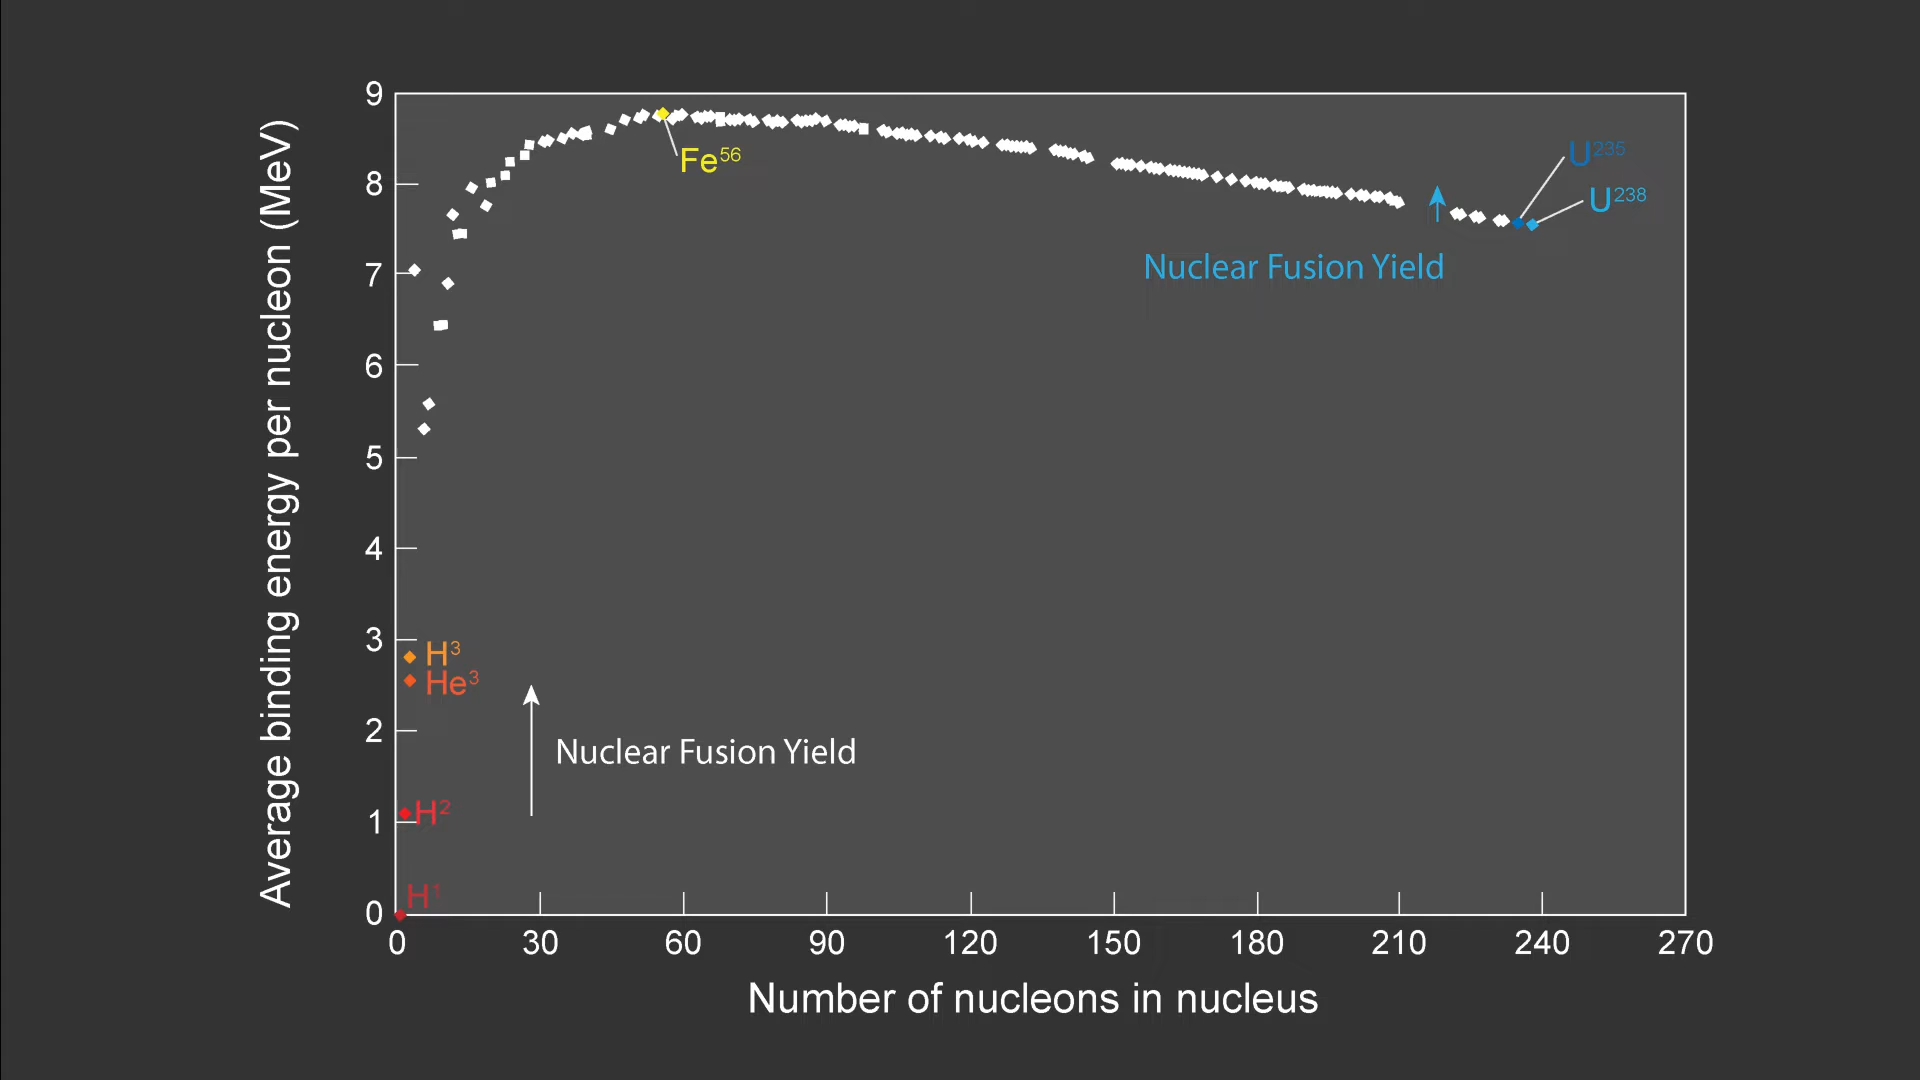 Average binding energy per nucleon (MeV)
9
8
7
6
5
4
3
2
1
0
Fe⁵⁶
U²³⁵
U²³⁸
Nuclear Fusion Yield
H³
He³
Nuclear Fusion Yield
H²
H¹
0 30 60 90 120 150 180 210 240 270
Number of nucleons in nucleus